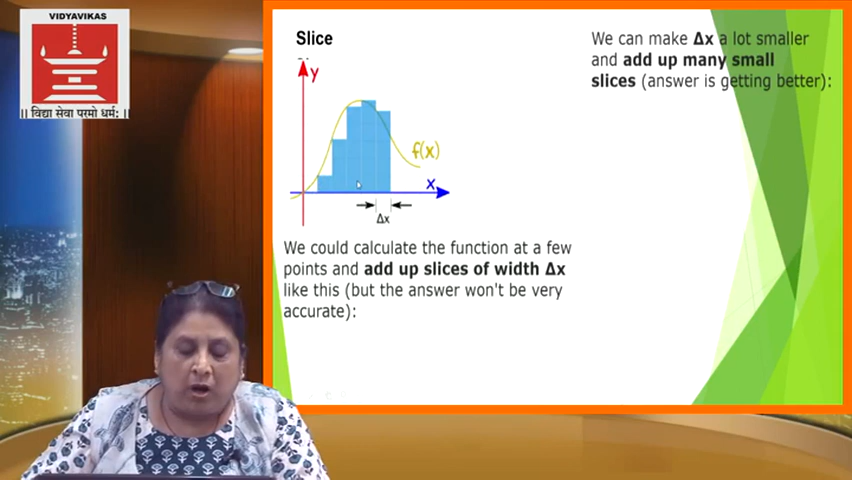 VIDYAVIKAS
|| विद्या सेवा परमो धर्म: ||
Slice
y
f(x)
x
Δx
We could calculate the function at a few
points and add up slices of width Δx
like this (but the answer won't be very
accurate):
We can make Δx a lot smaller
and add up many small
slices (answer is getting better):